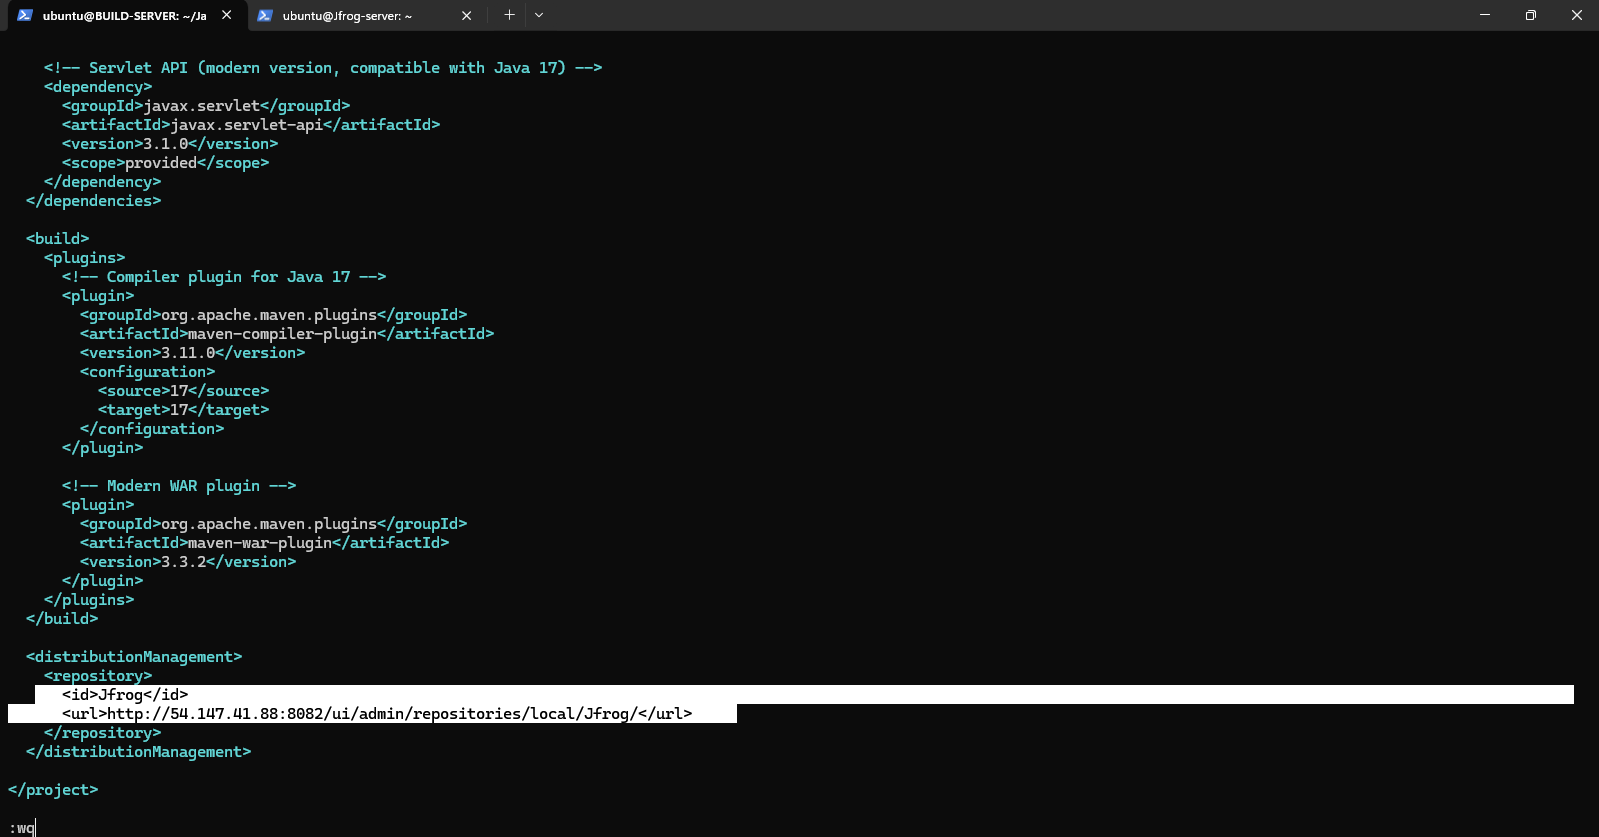 ubuntu@BUILD-SERVER: ~/Ja
ubuntu@Jfrog-server: ~
<!-- Servlet API (modern version, compatible with Java 17) -->
<dependency>
<groupId>javax.servlet</groupId>
<artifactId>javax.servlet-api</artifactId>
<version>3.1.0</version>
<scope>provided</scope>
</dependency>
</dependencies>
<build>
<plugins>
<!-- Compiler plugin for Java 17 -->
<plugin>
<groupId>org.apache.maven.plugins</groupId>
<artifactId>maven-compiler-plugin</artifactId>
<version>3.11.0</version>
<configuration>
<source>17</source>
<target>17</target>
</configuration>
</plugin>
<!-- Modern WAR plugin -->
<plugin>
<groupId>org.apache.maven.plugins</groupId>
<artifactId>maven-war-plugin</artifactId>
<version>3.3.2</version>
</plugin>
</plugins>
</build>
<distributionManagement>
<repository>
<id>Jfrog</id>
<url>http://54.147.41.88:8082/ui/admin/repositories/local/Jfrog/</url>
</repository>
</distributionManagement>
</project>
:wq